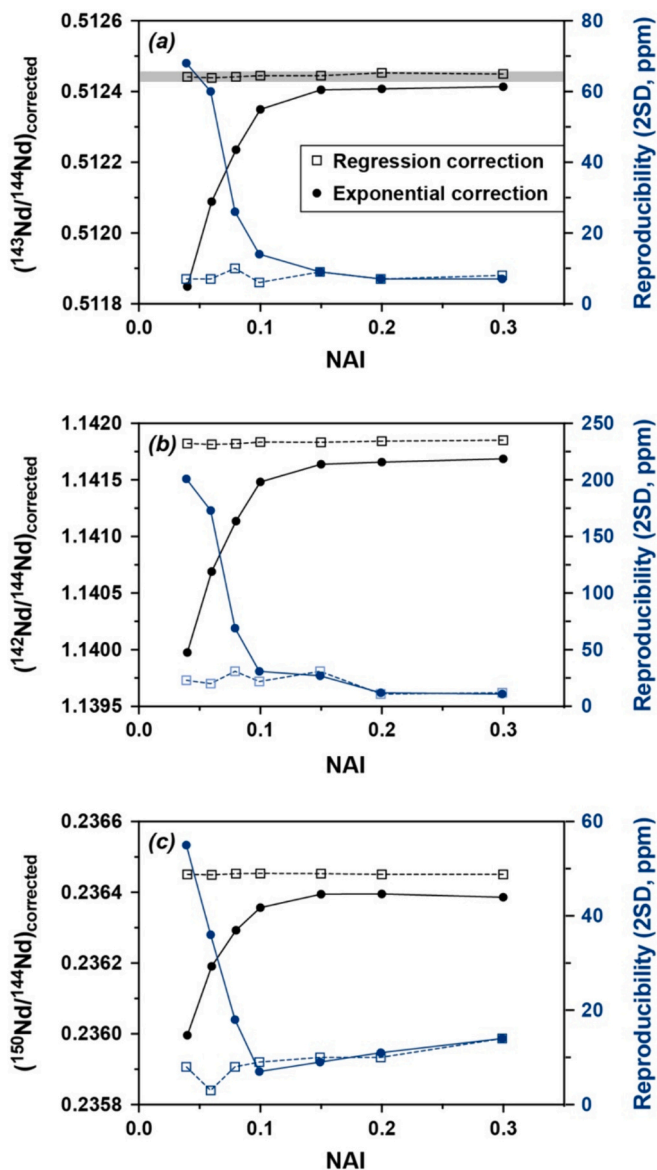 (a)
0.5126
0.5124
0.5122
0.5120
0.5118
(143Nd/144Nd)corrected
80
60
40
20
0
Reproducibility (2SD, ppm)
Regression correction
Exponential correction
0.0 0.1 0.2 0.3
NAI
(b)
1.1420
1.1415
1.1410
1.1405
1.1400
1.1395
(142Nd/144Nd)corrected
250
200
150
100
50
0
Reproducibility (2SD, ppm)
0.0 0.1 0.2 0.3
NAI
(c)
0.2366
0.2364
0.2362
0.2360
0.2358
(150Nd/144Nd)corrected
60
40
20
0
Reproducibility (2SD, ppm)
0.0 0.1 0.2 0.3
NAI